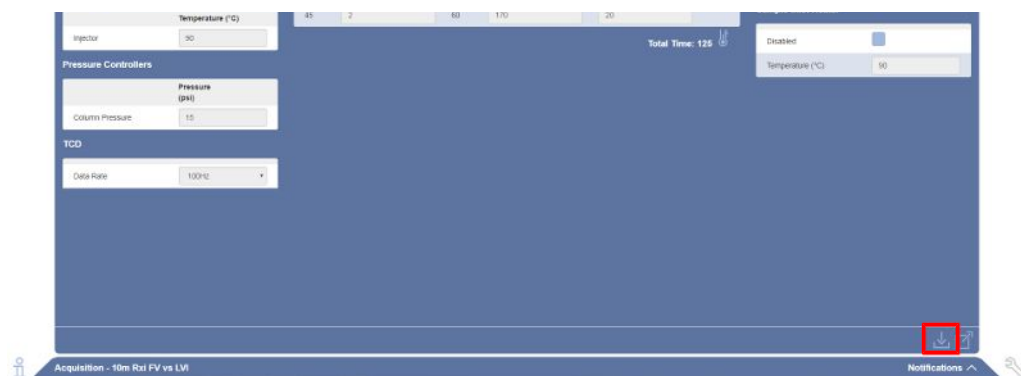 Temperature (°C)
45 2 60 170 20
Injector 90
Total Time: 125
Disabled
Pressure Controllers
Temperature (°C) 90
Pressure
(psi)
Column Pressure 15
TCD
Data Rate 100Hz
Acquisition - 10m Rxi FV vs LVI
Notifications